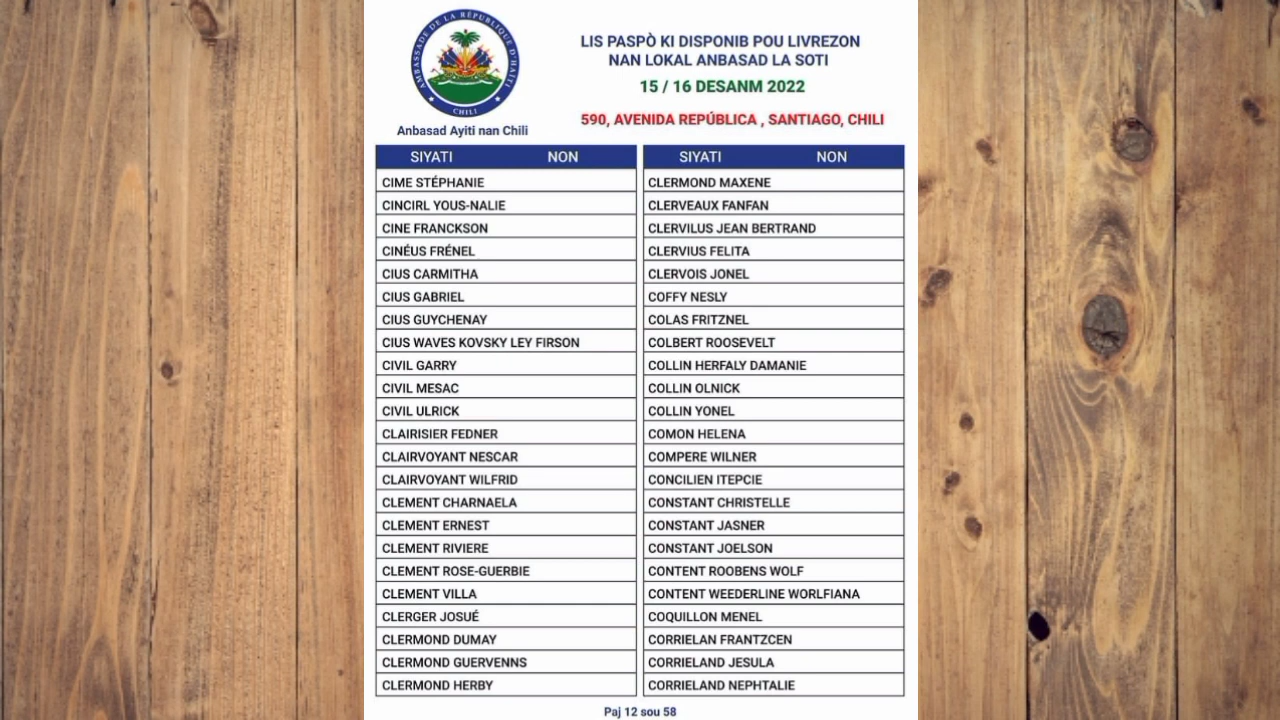 AMBASSADE DE LA RÉPUBLIQUE D'HAITI
CHILI
Anbasad Ayiti nan Chili
LIS PASPÒ KI DISPONIB POU LIVREZON
NAN LOKAL ANBASAD LA SOTI
15 / 16 DESANM 2022
590, AVENIDA REPÚBLICA , SANTIAGO, CHILI
SIYATI NON
CIME STÉPHANIE
CINCIRL YOUS-NALIE
CINE FRANCKSON
CINÉUS FRÉNEL
CIUS CARMITHA
CIUS GABRIEL
CIUS GUYCHENAY
CIUS WAVES KOVSKY LEY FIRSON
CIVIL GARRY
CIVIL MESAC
CIVIL ULRICK
CLAIRISIER FEDNER
CLAIRVOYANT NESCAR
CLAIRVOYANT WILFRID
CLEMENT CHARNAELA
CLEMENT ERNEST
CLEMENT RIVIERE
CLEMENT ROSE-GUERBIE
CLEMENT VILLA
CLERGER JOSUÉ
CLERMOND DUMAY
CLERMOND GUERVENNS
CLERMOND HERBY
SIYATI NON
CLERMOND MAXENE
CLERVEAUX FANFAN
CLERVILUS JEAN BERTRAND
CLERVIUS FELITA
CLERVOIS JONEL
COFFY NESLY
COLAS FRITZNEL
COLBERT ROOSEVELT
COLLIN HERFALY DAMANIE
COLLIN OLNICK
COLLIN YONEL
COMON HELENA
COMPERE WILNER
CONCILIEN ITEPCIE
CONSTANT CHRISTELLE
CONSTANT JASNER
CONSTANT JOELSON
CONTENT ROOBENS WOLF
CONTENT WEEDERLINE WORLFIANA
COQUILLON MENEL
CORRIELAN FRANTZCEN
CORRIELAND JESULA
CORRIELAND NEPHTALIE
Paj 12 sou 58